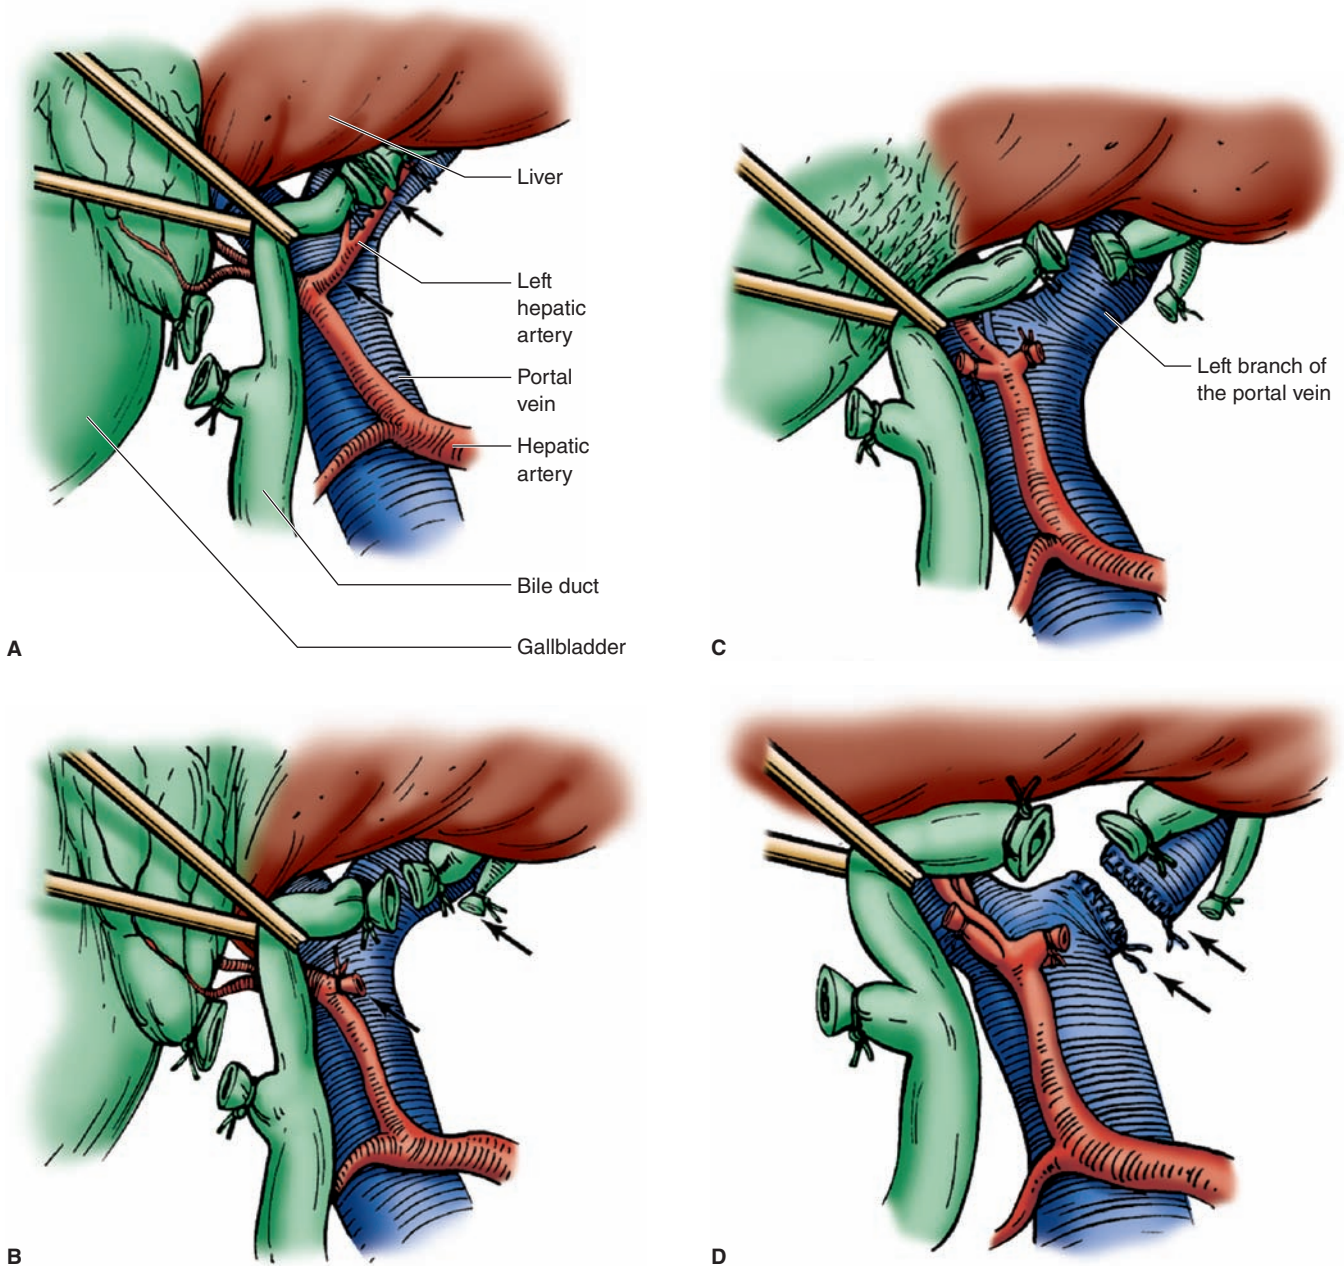 Liver
Left
hepatic
artery
Portal
vein
Hepatic
artery
Bile duct
Gallbladder
A
Left branch of
the portal vein
C
B
D